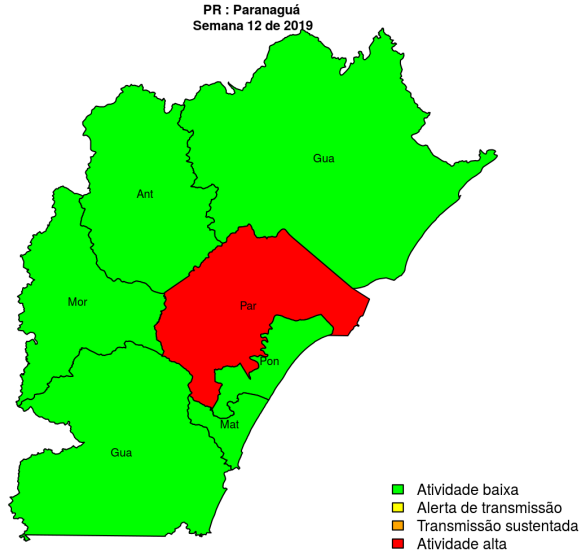 PR : Paranaguá
Semana 12 de 2019
Gua
Ant
Mor
Par
Pon
Mat
Gua
Atividade baixa
Alerta de transmissão
Transmissão sustentada
Atividade alta